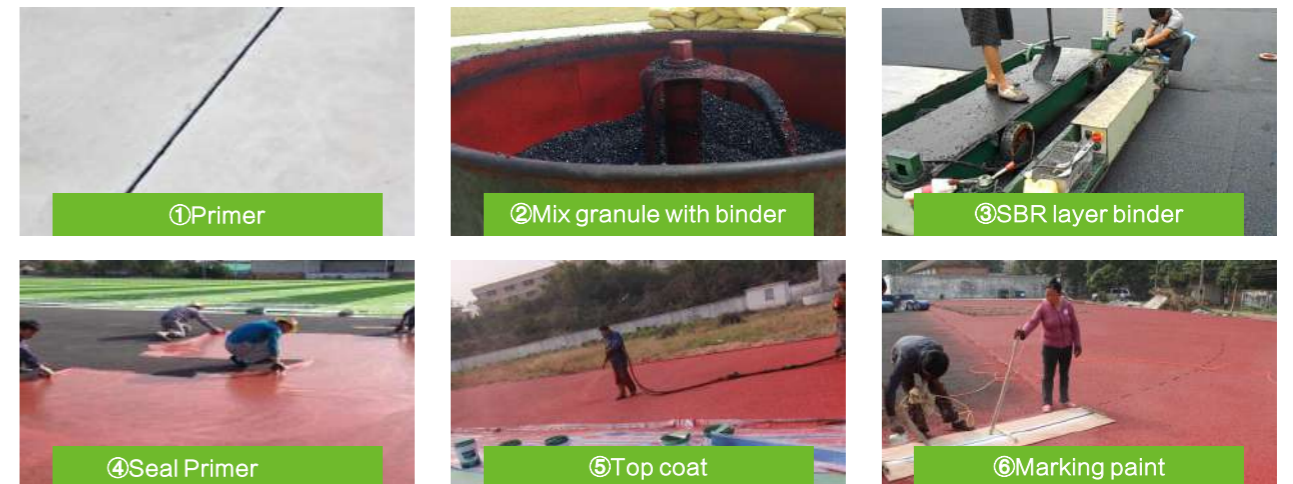 ①Primer
②Mix granule with binder
③SBR layer binder
④Seal Primer
⑤Top coat
⑥Marking paint